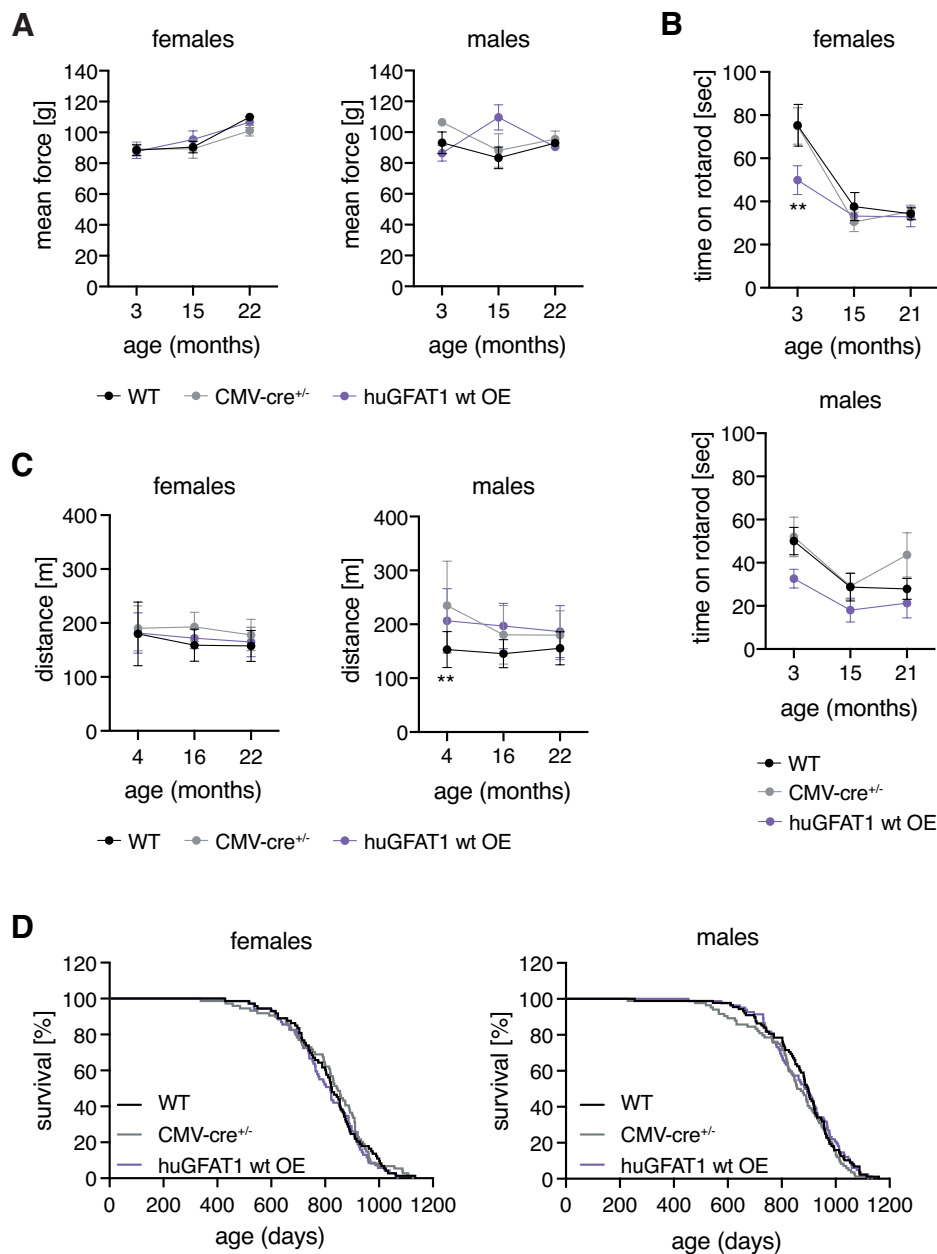 A
females
mean force [g]
140
120
100
80
60
40
20
0
3 15 22
age (months)
males
mean force [g]
140
120
100
80
60
40
20
0
3 15 22
age (months)
WT CMV-cre+/- huGFAT1 wt OE
B
females
time on rotarod [sec]
100
80
60
40
20
0
**
3 15 21
age (months)
males
time on rotarod [sec]
100
80
60
40
20
0
3 15 21
age (months)
WT
CMV-cre+/-
huGFAT1 wt OE
C
females
distance [m]
400
300
200
100
0
4 16 22
age (months)
males
distance [m]
400
300
200
100
0
**
4 16 22
age (months)
WT CMV-cre+/- huGFAT1 wt OE
D
females
survival [%]
120
100
80
60
40
20
0
WT
CMV-cre+/-
huGFAT1 wt OE
0 200 400 600 800 1000 1200
age (days)
males
survival [%]
120
100
80
60
40
20
0
WT
CMV-cre+/-
huGFAT1 wt OE
0 200 400 600 800 1000 1200
age (days)